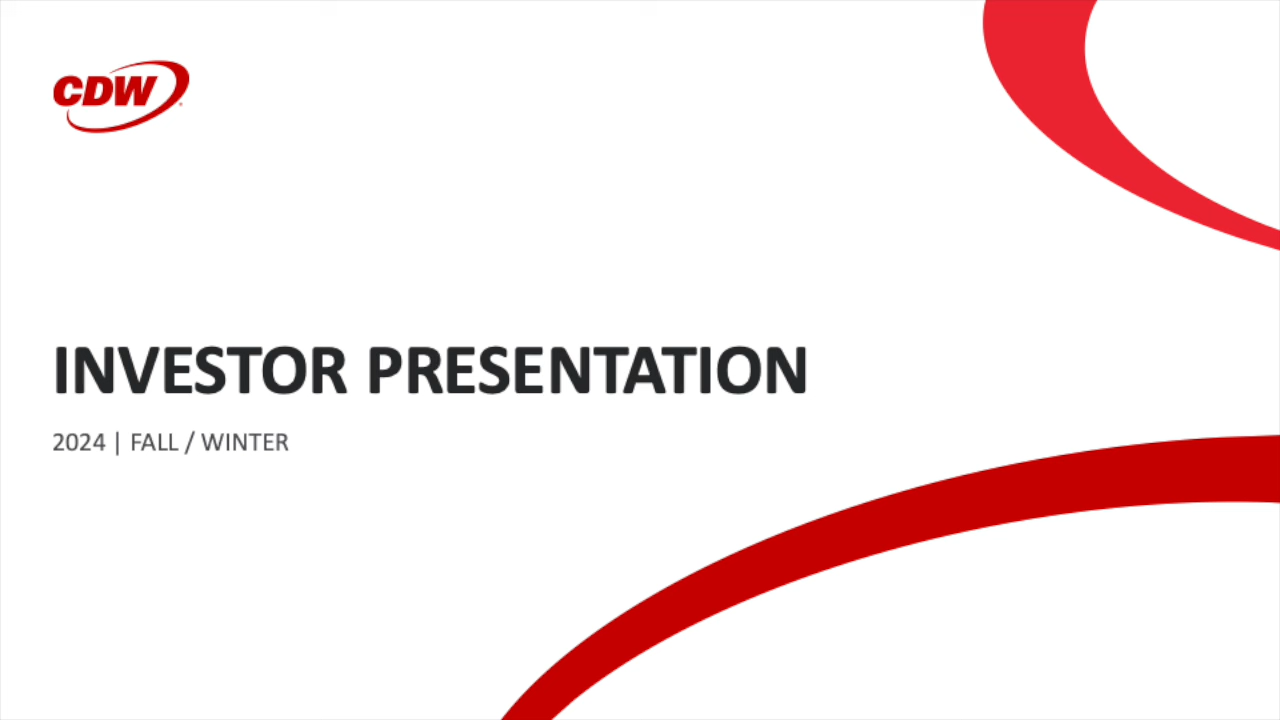 CDW
INVESTOR PRESENTATION
2024 | FALL / WINTER